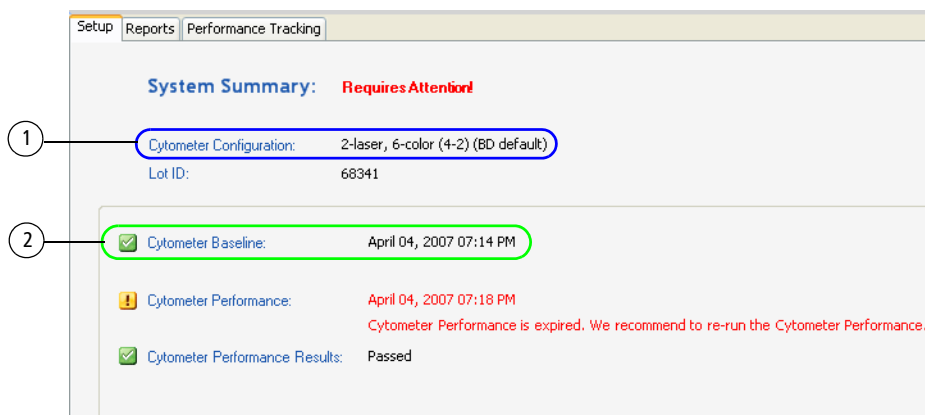 Setup Reports Performance Tracking
System Summary: Requires Attention!
1
Cytometer Configuration: 2-laser, 6-color (4-2) (BD default)
Lot ID: 68341
2
Cytometer Baseline: April 04, 2007 07:14 PM
Cytometer Performance: April 04, 2007 07:18 PM
Cytometer Performance is expired. We recommend to re-run the Cytometer Performance.
Cytometer Performance Results: Passed